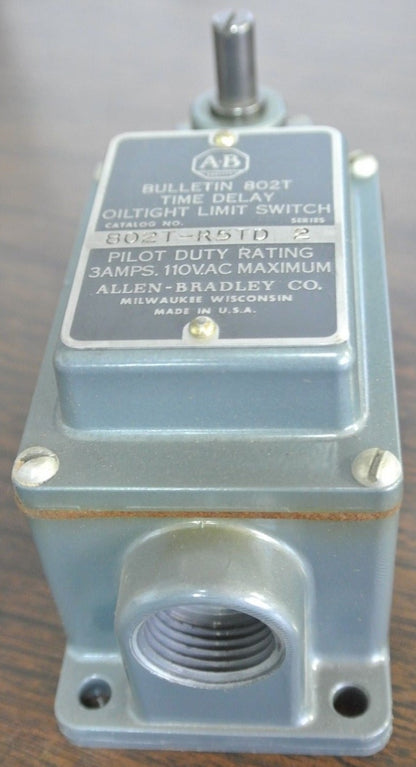 A-B
BULLETIN 802T
TIME DELAY
OILTIGHT LIMIT SWITCH
CATALOG NO. SERIES
802T-R5TD 2
PILOT DUTY RATING
3AMPS. 110V.AC MAXIMUM
ALLEN-BRADLEY CO.
MILWAUKEE WISCONSIN
MADE IN U.S.A.